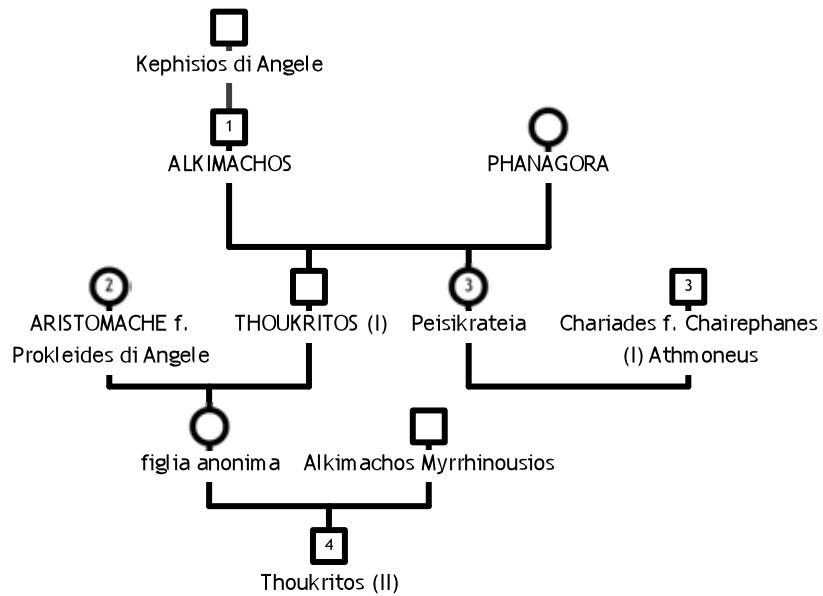 Kephisios di Angele
1
ALKIMACHOS
PHANAGORA
2
3
3
ARISTOMACHE f.
Prokleides di Angele
THOUKRITOS (I)
Peisikrateia
Chariades f. Chairephanes
(I) Athmoneus
figlia anonima
Alkimachos Myrrhinousios
4
Thoukritos (II)